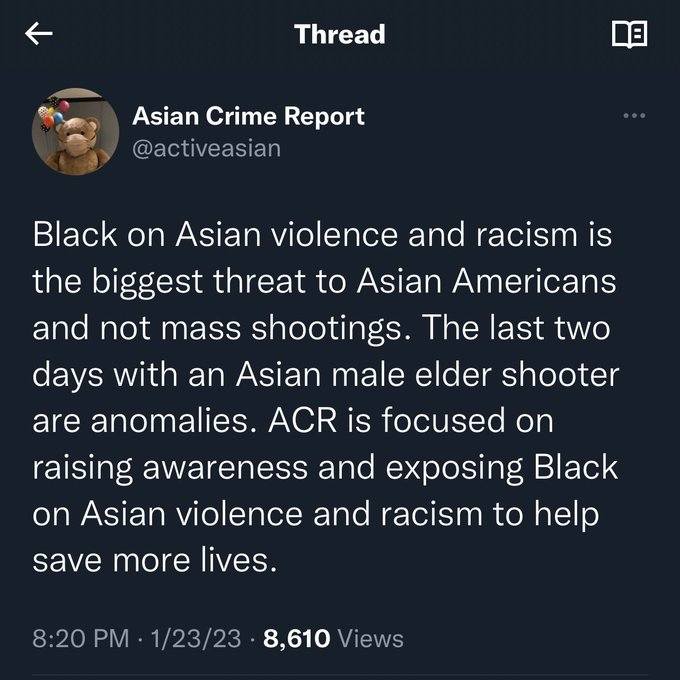 Thread
Asian Crime Report
@activeasian
Black on Asian violence and racism is
the biggest threat to Asian Americans
and not mass shootings. The last two
days with an Asian male elder shooter
are anomalies. ACR is focused on
raising awareness and exposing Black
on Asian violence and racism to help
save more lives.
8:20 PM · 1/23/23 · 8,610 Views